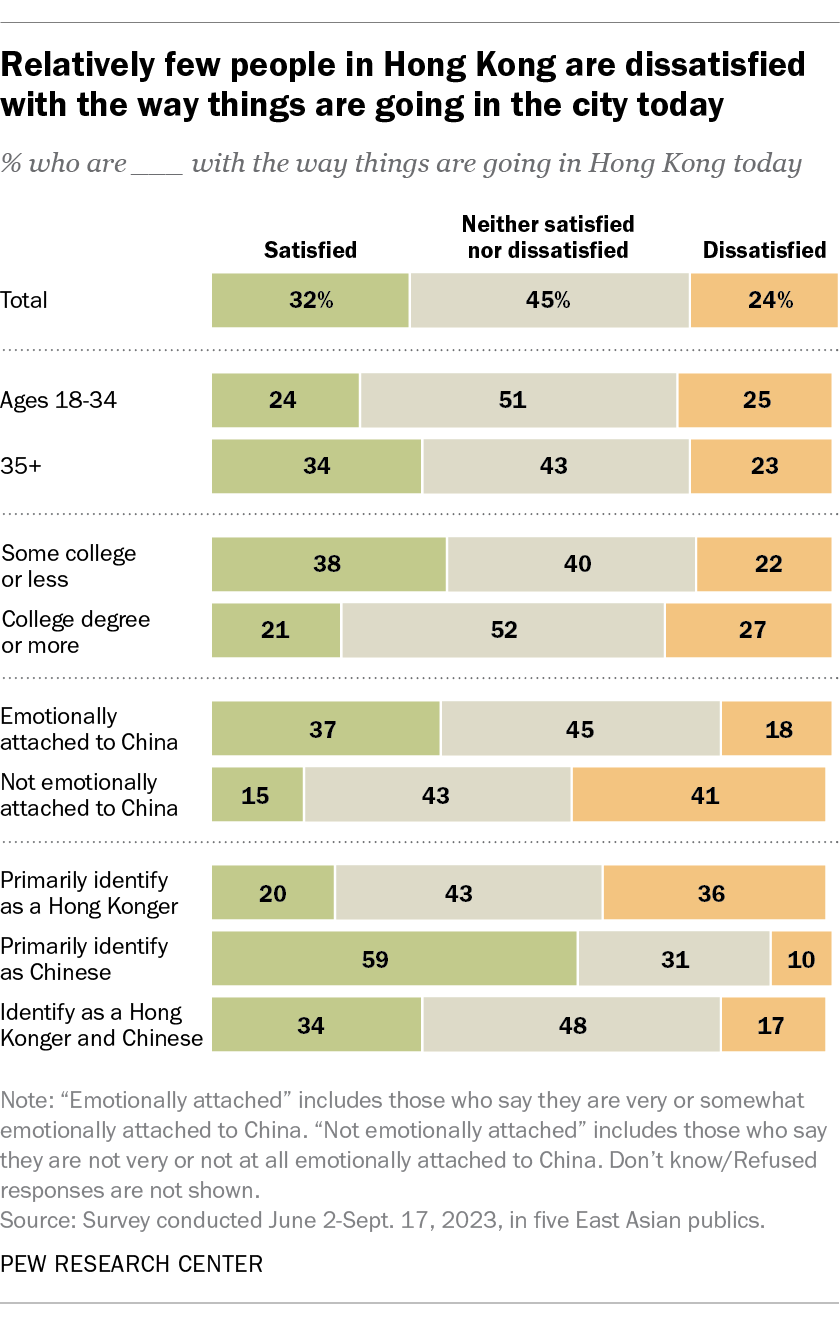 Relatively few people in Hong Kong are dissatisfied
with the way things are going in the city today
% who are ____ with the way things are going in Hong Kong today
Satisfied
Neither satisfied
nor dissatisfied
Dissatisfied
Total 32% 45% 24%
Ages 18-34 24 51 25
35+ 34 43 23
Some college
or less
38 40 22
College degree
or more
21 52 27
Emotionally
attached to China
37 45 18
Not emotionally
attached to China
15 43 41
Primarily identify
as a Hong Konger
20 43 36
Primarily identify
as Chinese
59 31 10
Identify as a Hong
Konger and Chinese
34 48 17
Note: “Emotionally attached” includes those who say they are very or somewhat
emotionally attached to China. “Not emotionally attached” includes those who say
they are not very or not at all emotionally attached to China. Don’t know/Refused
responses are not shown.
Source: Survey conducted June 2-Sept. 17, 2023, in five East Asian publics.
PEW RESEARCH CENTER